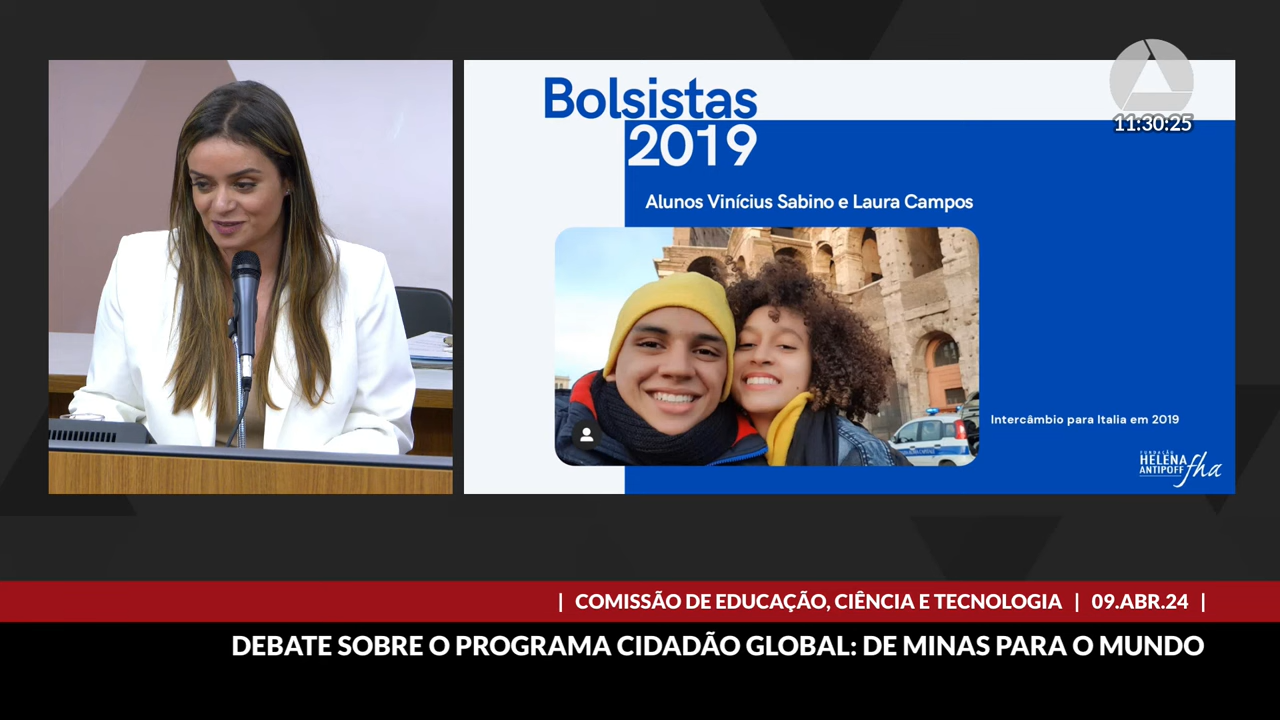 Bolsistas
2019
11:30:25
Alunos Vinícius Sabino e Laura Campos
Intercâmbio para Italia em 2019
FUNDAÇÃO
HELENA
ANTIPOFF
fha
| COMISSÃO DE EDUCAÇÃO, CIÊNCIA E TECNOLOGIA | 09.ABR.24 |
DEBATE SOBRE O PROGRAMA CIDADÃO GLOBAL: DE MINAS PARA O MUNDO